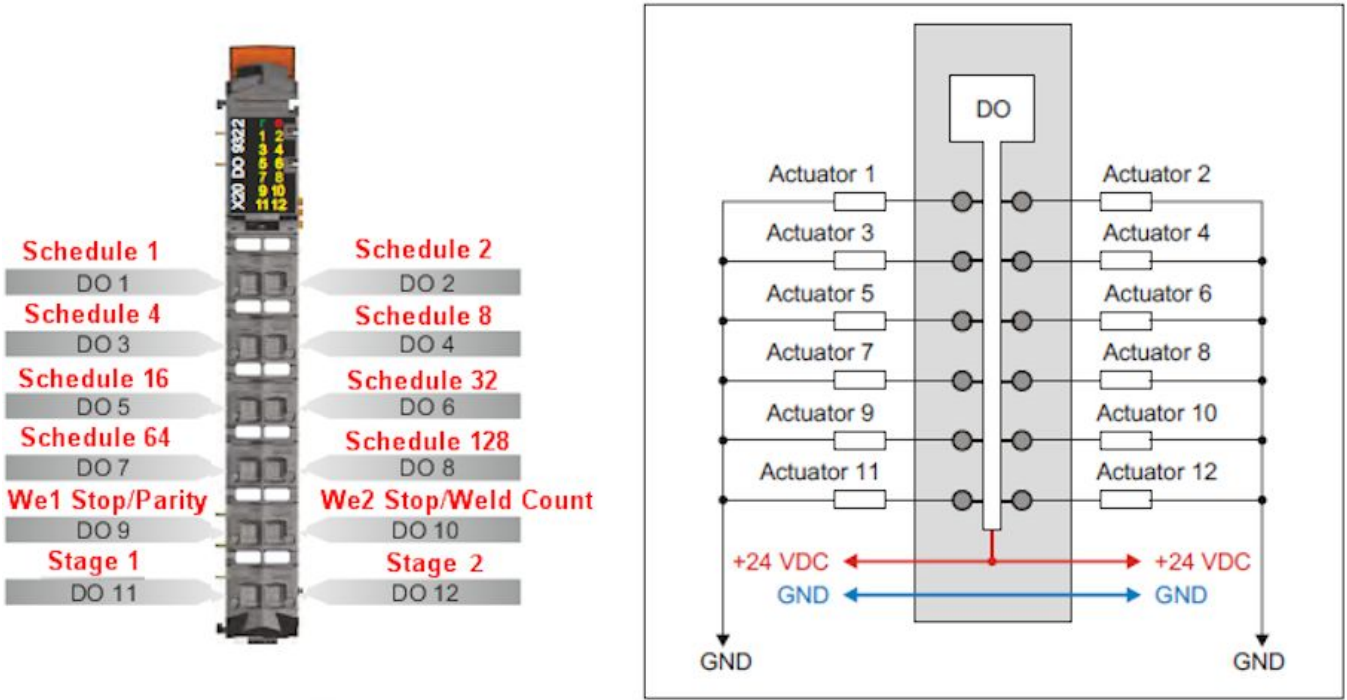 X20 DO 9322
r e
1 2
3 4
5 6
7 8
9 10
11 12
Schedule 1
Schedule 2
DO 1
DO 2
Schedule 4
Schedule 8
DO 3
DO 4
Schedule 16
Schedule 32
DO 5
DO 6
Schedule 64
Schedule 128
DO 7
DO 8
We1 Stop/Parity
We2 Stop/Weld Count
DO 9
DO 10
Stage 1
Stage 2
DO 11
DO 12
DO
Actuator 1
Actuator 2
Actuator 3
Actuator 4
Actuator 5
Actuator 6
Actuator 7
Actuator 8
Actuator 9
Actuator 10
Actuator 11
Actuator 12
+24 VDC
+24 VDC
GND
GND
GND
GND